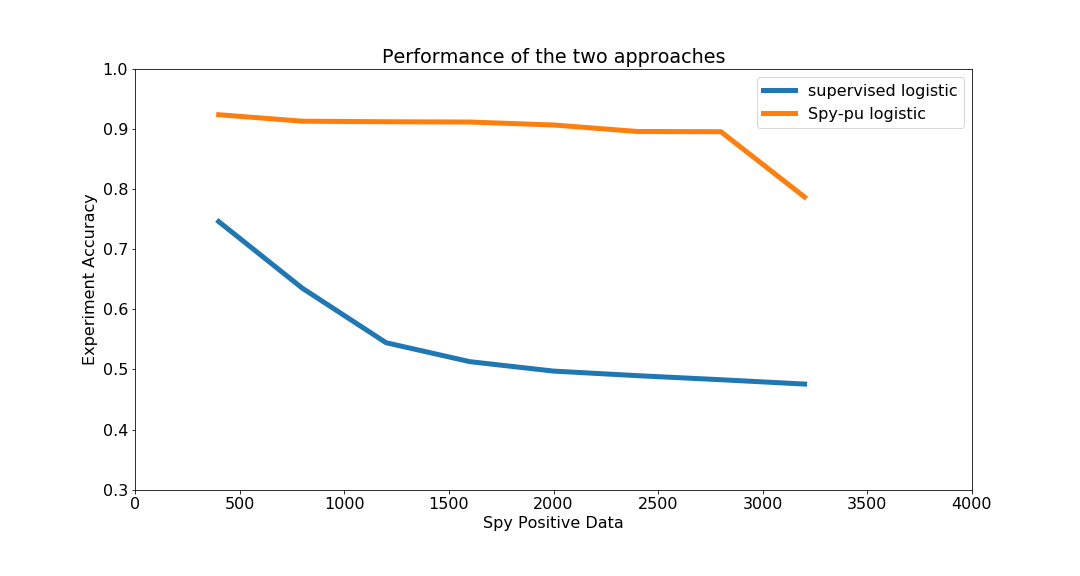 Performance of the two approaches
supervised logistic
Spy-pu logistic
Experiment Accuracy
1.0
0.9
0.8
0.7
0.6
0.5
0.4
0.3
0 500 1000 1500 2000 2500 3000 3500 4000
Spy Positive Data